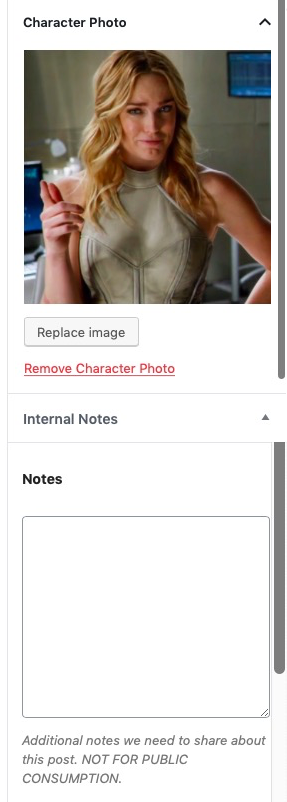 Character Photo
Replace image
Remove Character Photo
Internal Notes
Notes
Additional notes we need to share about
this post. NOT FOR PUBLIC
CONSUMPTION.